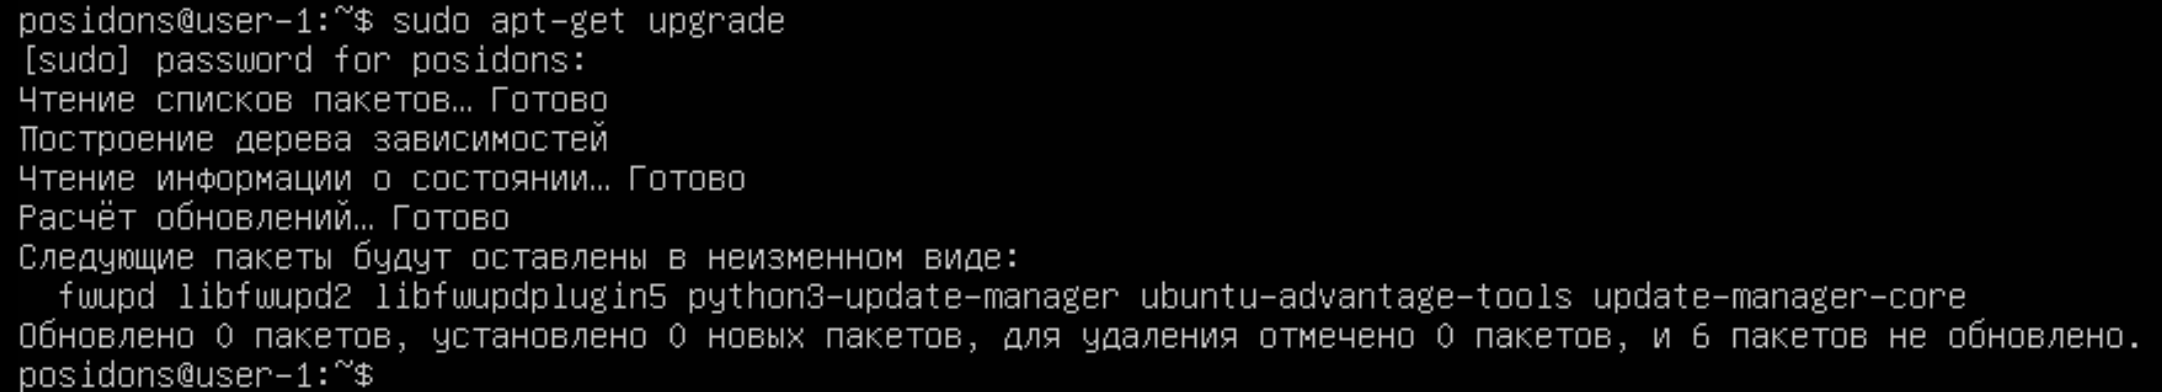 posidons@user-1:~$ sudo apt-get upgrade
[sudo] password for posidons:
Чтение списков пакетов… Готово
Построение дерева зависимостей
Чтение информации о состоянии… Готово
Расчёт обновлений… Готово
Следующие пакеты будут оставлены в неизменном виде:
  fwupd libfwupd2 libfwupdplugin5 python3-update-manager ubuntu-advantage-tools update-manager-core
Обновлено 0 пакетов, установлено 0 новых пакетов, для удаления отмечено 0 пакетов, и 6 пакетов не обновлено.
posidons@user-1:~$